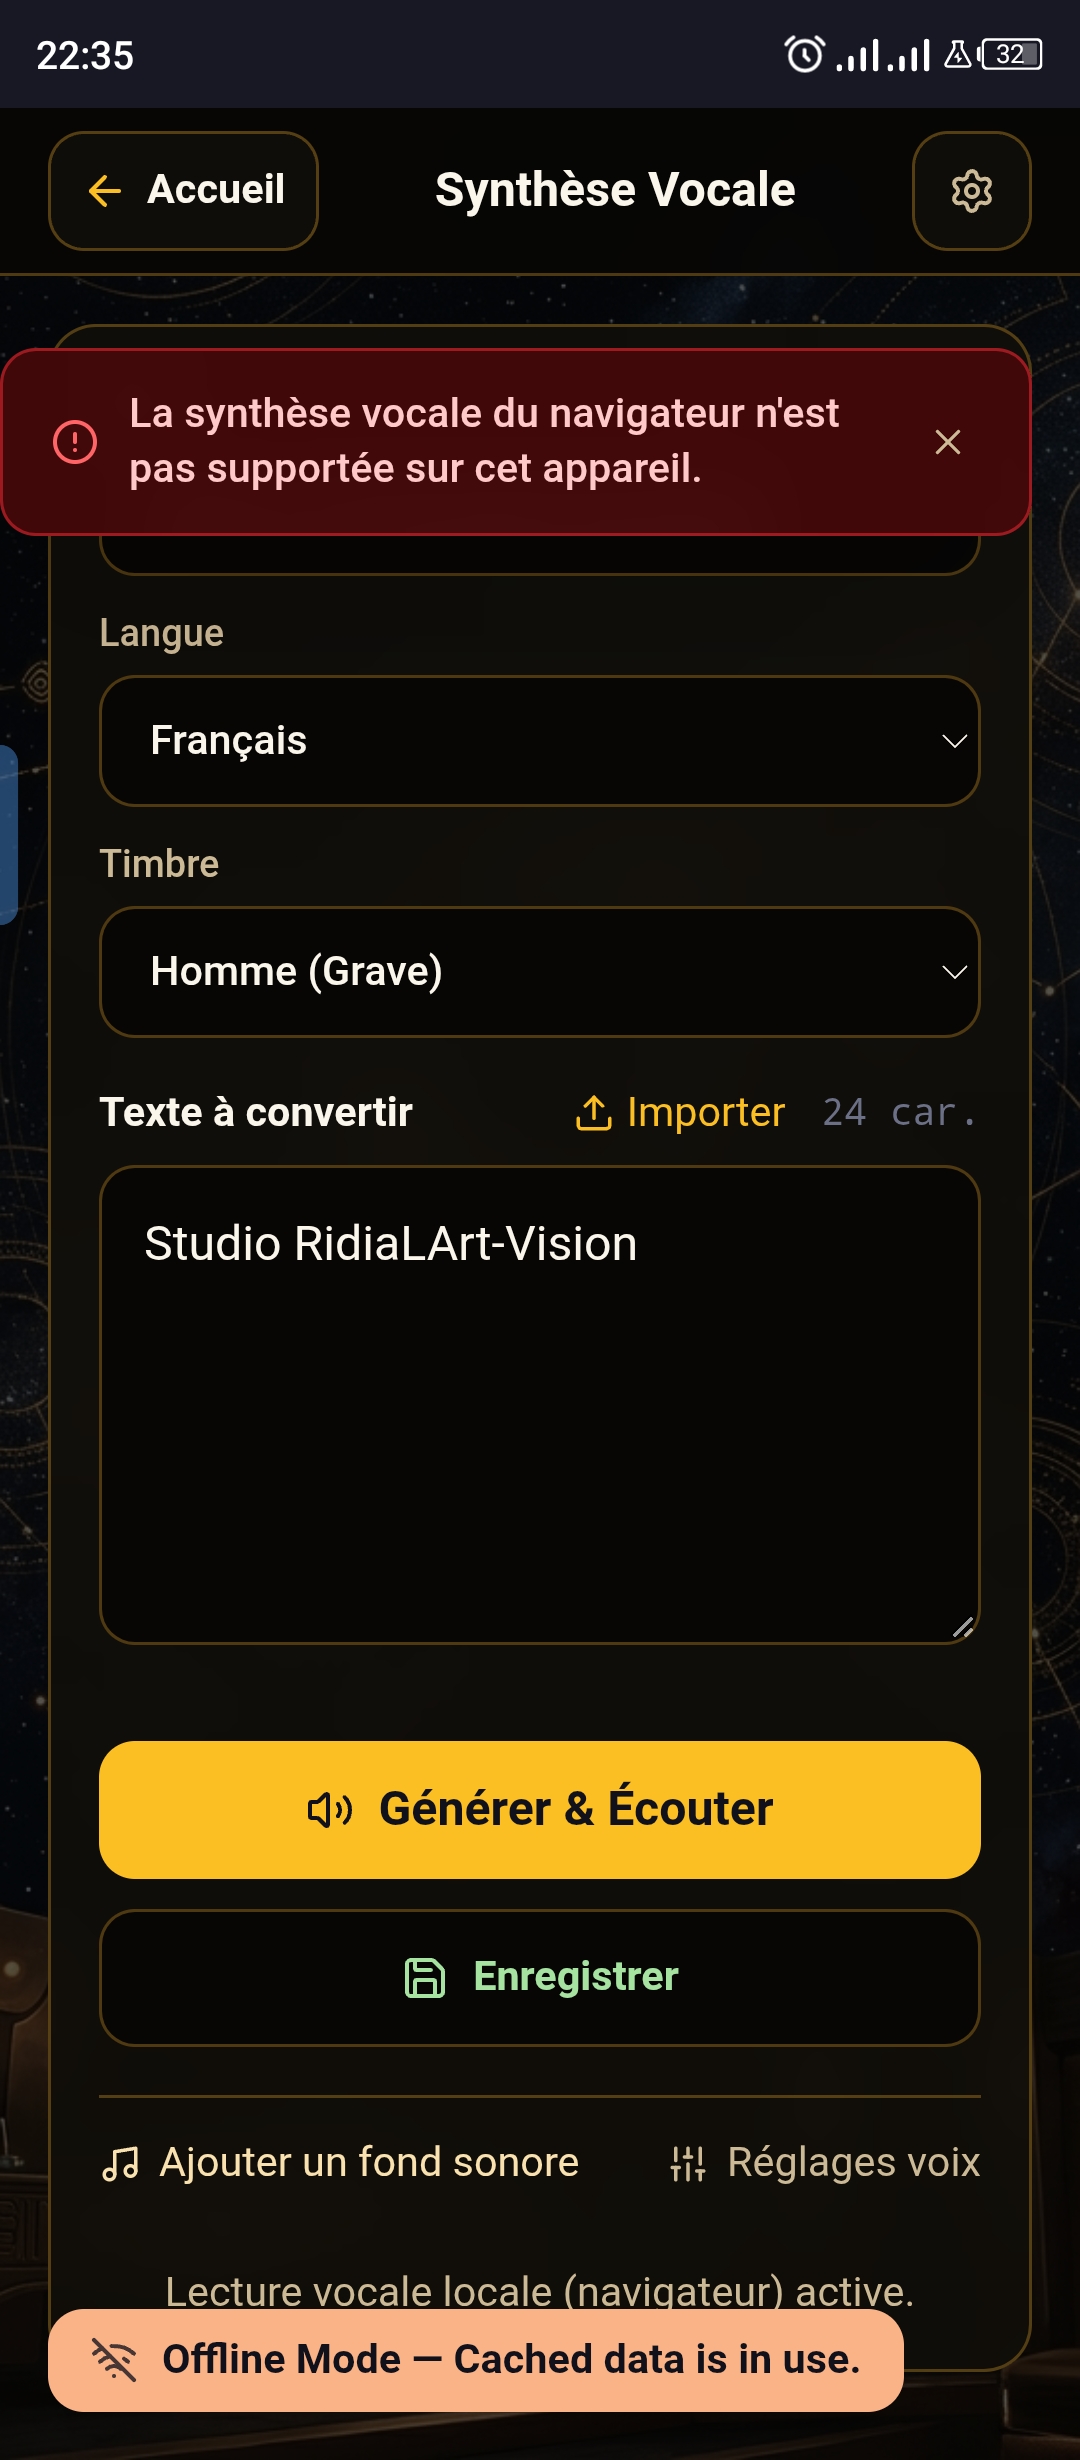 22:35
32
Accueil
Synthèse Vocale
La synthèse vocale du navigateur n'est
pas supportée sur cet appareil.
Langue
Français
Timbre
Homme (Grave)
Texte à convertir
Importer
24 car.
Studio RidiaLArt-Vision
Générer & Écouter
Enregistrer
Ajouter un fond sonore
Réglages voix
Lecture vocale locale (navigateur) active.
Offline Mode — Cached data is in use.